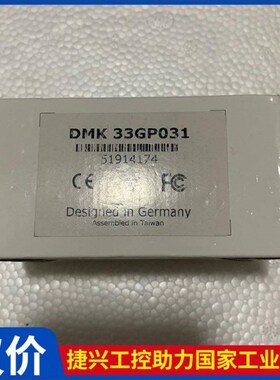 DMK 33GP031
51914174
CE FC
Designed in Germany
Assembled in Taiwan
价 捷兴工控助力国家工业